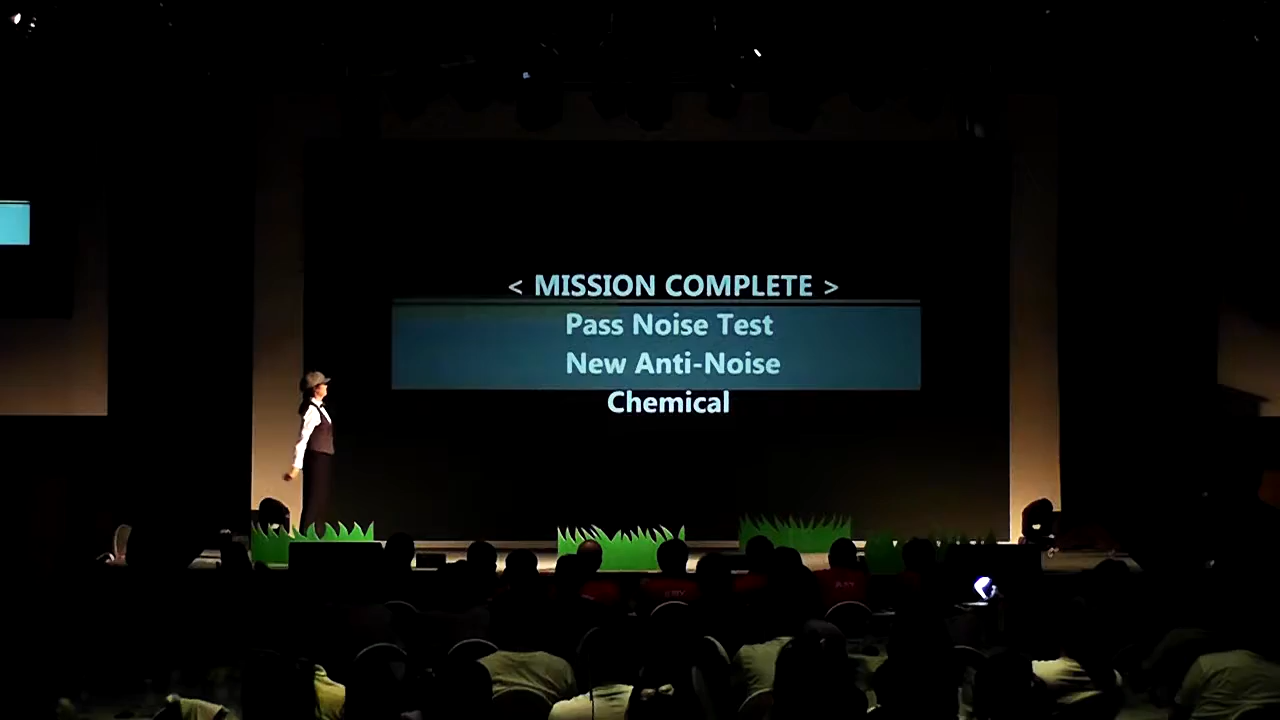 < MISSION COMPLETE >
Pass Noise Test
New Anti-Noise
Chemical